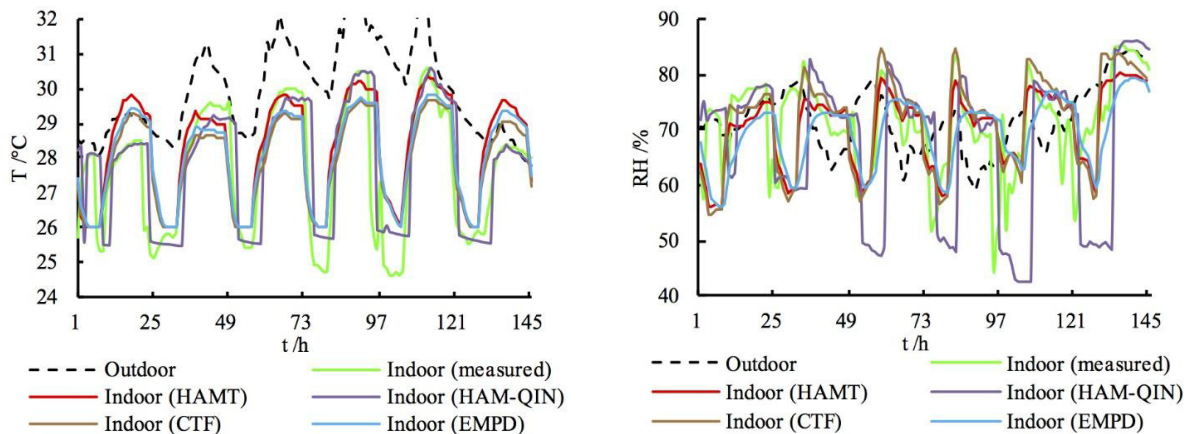 32
31
30
29
28
27
26
25
24
T /°C
1 25 49 73 97 121 145
t /h
Outdoor Indoor (measured)
Indoor (HAMT) Indoor (HAM-QIN)
Indoor (CTF) Indoor (EMPD)
90
80
70
60
50
40
RH /%
1 25 49 73 97 121 145
t /h
Outdoor Indoor (measured)
Indoor (HAMT) Indoor (HAM-QIN)
Indoor (CTF) Indoor (EMPD)